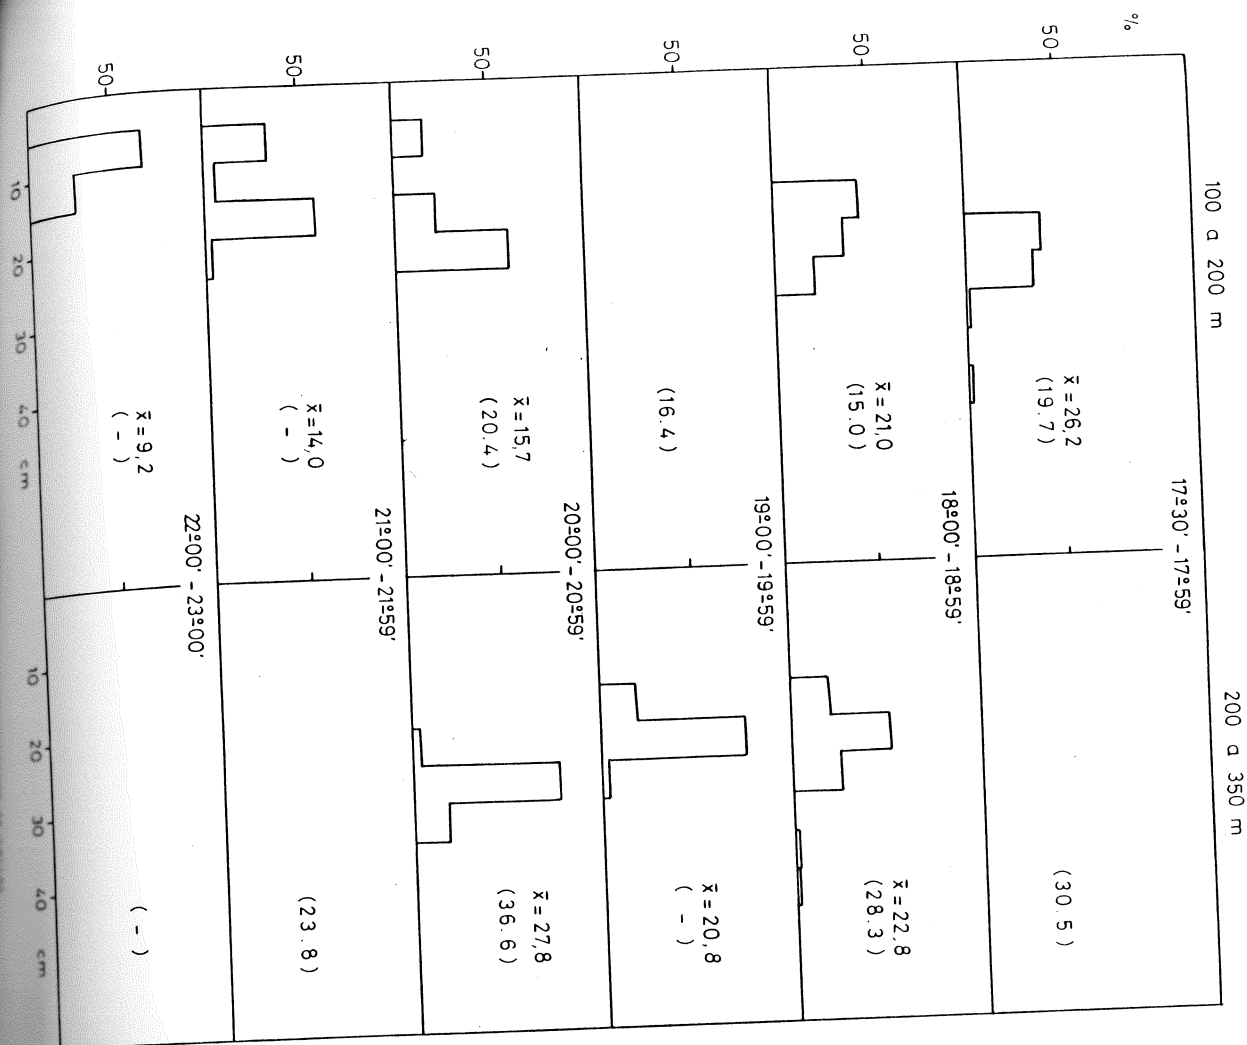 100 a 200 m
200 a 350 m
%
17º30' - 17º59'
50
x̄ = 26,2
(19.7)
(30.5)
18º00' - 18º59'
50
x̄ = 21,0
(15.0)
x̄ = 22,8
(28.3)
19º00' - 19º59'
50
(16.4)
x̄ = 20,8
( - )
20º00' - 20º59'
50
x̄ = 15,7
(20.4)
x̄ = 27,8
(36.6)
21º00' - 21º59'
50
x̄ = 14,0
( - )
(23.8)
22º00' - 23º00'
50
x̄ = 9,2
( - )
( - )
10 20 30 40 cm
10 20 30 40 cm